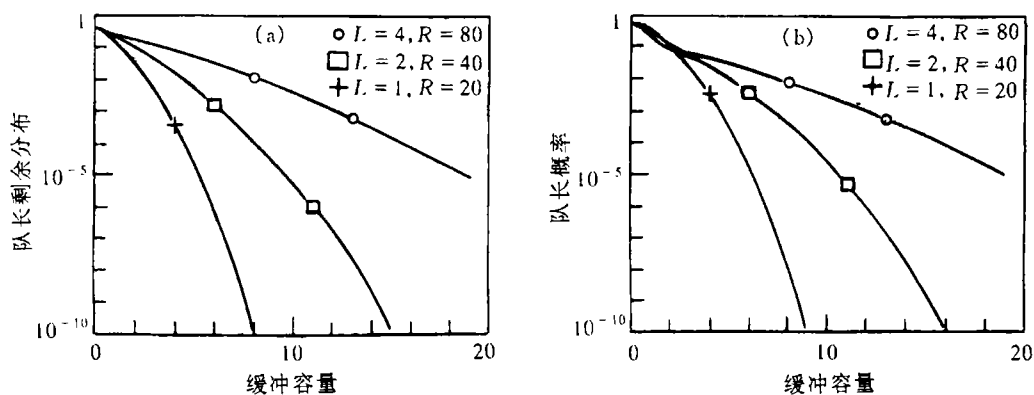 1
(a)
L = 4, R = 80
L = 2, R = 40
L = 1, R = 20
10⁻⁵
10⁻¹⁰
0
10
20
队长剩余分布
缓冲容量
1
(b)
L = 4, R = 80
L = 2, R = 40
L = 1, R = 20
10⁻⁵
10⁻¹⁰
0
10
20
队长概率
缓冲容量